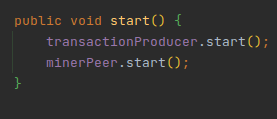 public void start() {
    transactionProducer.start();
    minerPeer.start();
}